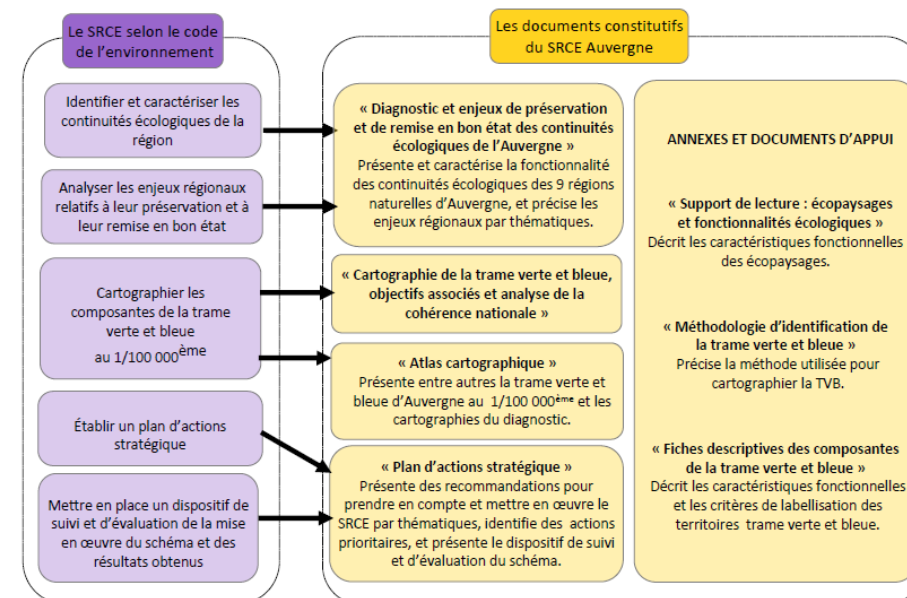 Le SRCE selon le code
de l'environnement
Identifier et caractériser les
continuités écologiques de la
région
Analyser les enjeux régionaux
relatifs à leur préservation et à
leur remise en bon état
Cartographier les
composantes de la trame
verte et bleue
au 1/100 000ème
Établir un plan d'actions
stratégique
Mettre en place un dispositif de
suivi et d'évaluation de la mise
en œuvre du schéma et des
résultats obtenus
Les documents constitutifs
du SRCE Auvergne
« Diagnostic et enjeux de préservation
et de remise en bon état des continuités
écologiques de l'Auvergne »
Présente et caractérise la fonctionnalité
des continuités écologiques des 9 régions
naturelles d'Auvergne, et précise les
enjeux régionaux par thématiques.
« Cartographie de la trame verte et bleue,
objectifs associés et analyse de la
cohérence nationale »
« Atlas cartographique »
Présente entre autres la trame verte et
bleue d'Auvergne au 1/100 000ème et les
cartographies du diagnostic.
« Plan d'actions stratégique »
Présente des recommandations pour
prendre en compte et mettre en œuvre le
SRCE par thématiques, identifie des actions
prioritaires, et présente le dispositif de suivi
et d'évaluation du schéma.
ANNEXES ET DOCUMENTS D'APPUI
« Support de lecture : écopaysages
et fonctionnalités écologiques »
Décrit les caractéristiques fonctionnelles
des écopaysages.
« Méthodologie d'identification de
la trame verte et bleue »
Précise la méthode utilisée pour
cartographier la TVB.
« Fiches descriptives des composantes
de la trame verte et bleue »
Décrit les caractéristiques fonctionnelles
et les critères de labellisation des
territoires trame verte et bleue.